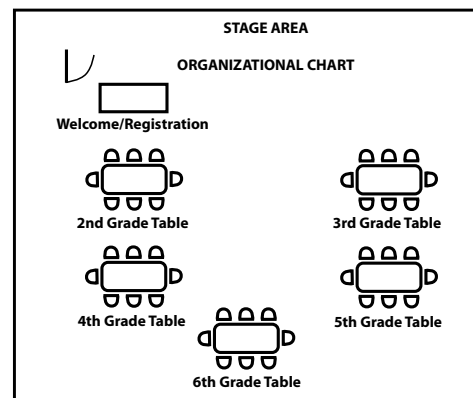 STAGE AREA
ORGANIZATIONAL CHART
Welcome/Registration
2nd Grade Table
3rd Grade Table
4th Grade Table
5th Grade Table
6th Grade Table